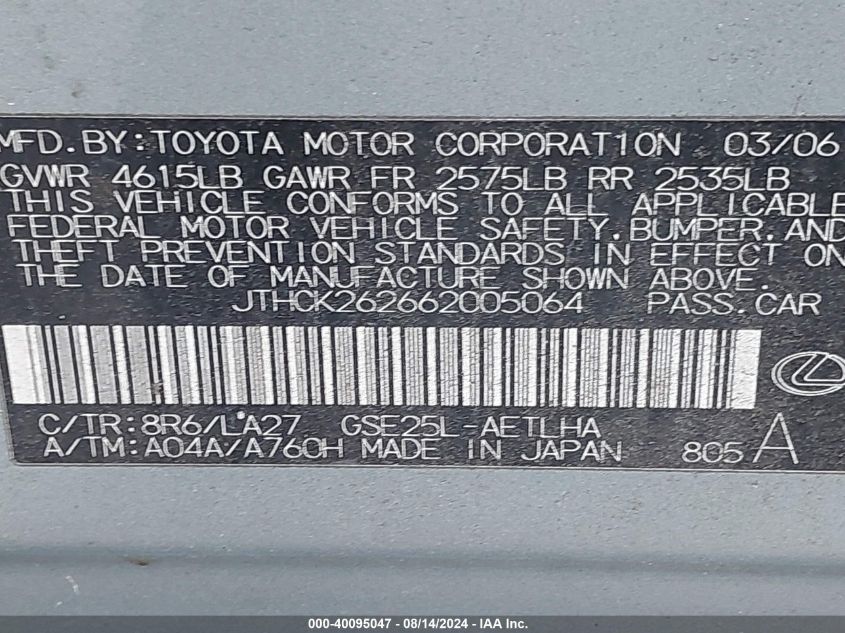 MFD. BY: TOYOTA MOTOR CORPORATION 03/06
GVWR 4615LB GAWR FR 2575LB RR 2535LB
THIS VEHICLE CONFORMS TO ALL APPLICABLE
FEDERAL MOTOR VEHICLE SAFETY, BUMPER, AND
THEFT PREVENTION STANDARDS IN EFFECT ON
THE DATE OF MANUFACTURE SHOWN ABOVE.
JTHCK262662005064 PASS. CAR
C/TR: 8R6/LA27 GSE25L-AETLHA
A/TM: A04A/A760H MADE IN JAPAN 805 A
000-40095047 - 08/14/2024 - IAA Inc.